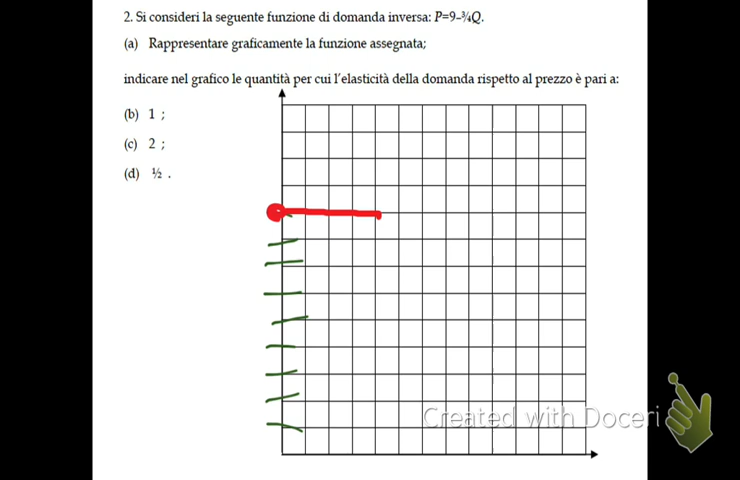 2. Si consideri la seguente funzione di domanda inversa: P=9–¾Q.
(a) Rappresentare graficamente la funzione assegnata;
indicare nel grafico le quantità per cui l'elasticità della domanda rispetto al prezzo è pari a:
(b) 1 ;
(c) 2 ;
(d) ½ .
Created with Doceri